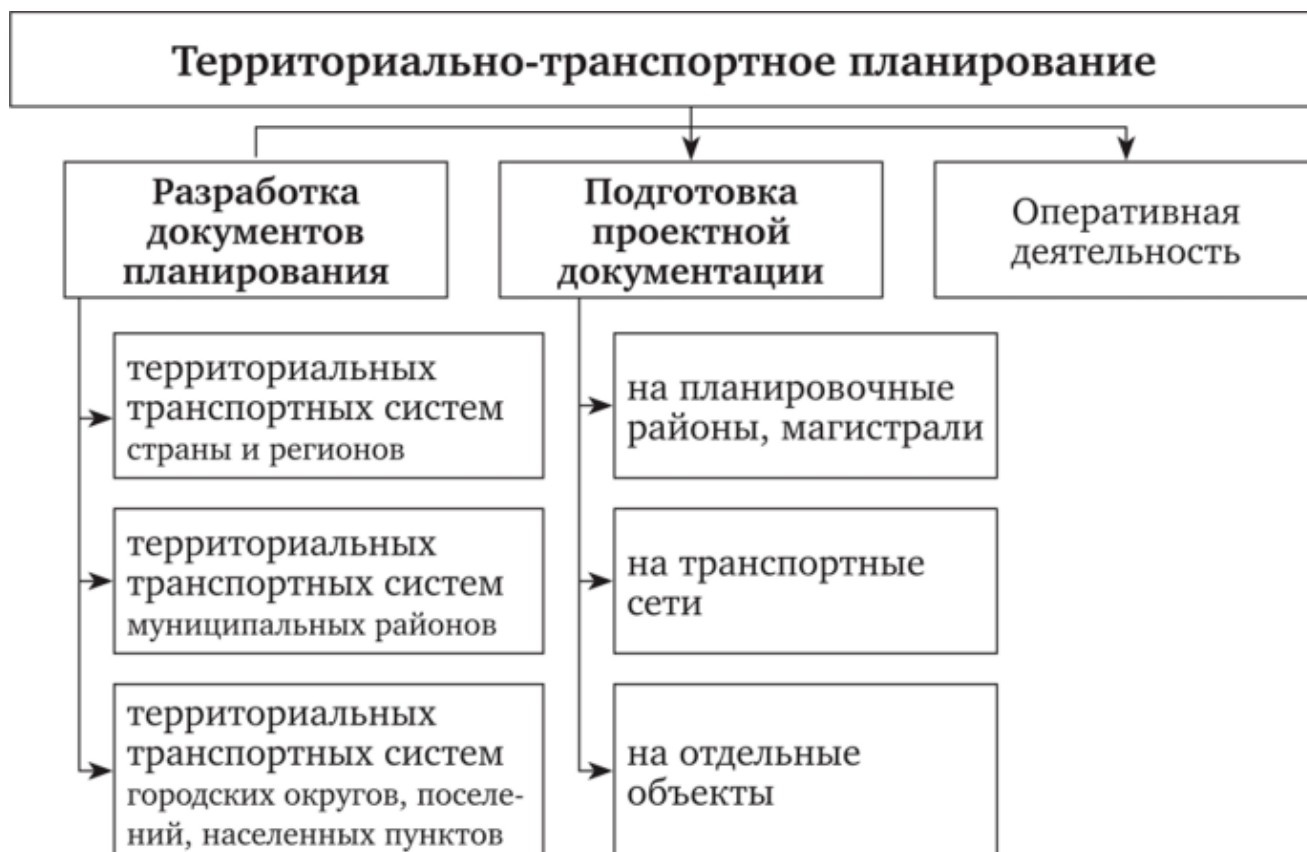 Территориально-транспортное планирование
Разработка
документов
планирования
Подготовка
проектной
документации
Оперативная
деятельность
территориальных
транспортных систем
страны и регионов
территориальных
транспортных систем
муниципальных районов
территориальных
транспортных систем
городских округов, поселе-
ний, населенных пунктов
на планировочные
районы, магистрали
на транспортные
сети
на отдельные
объекты